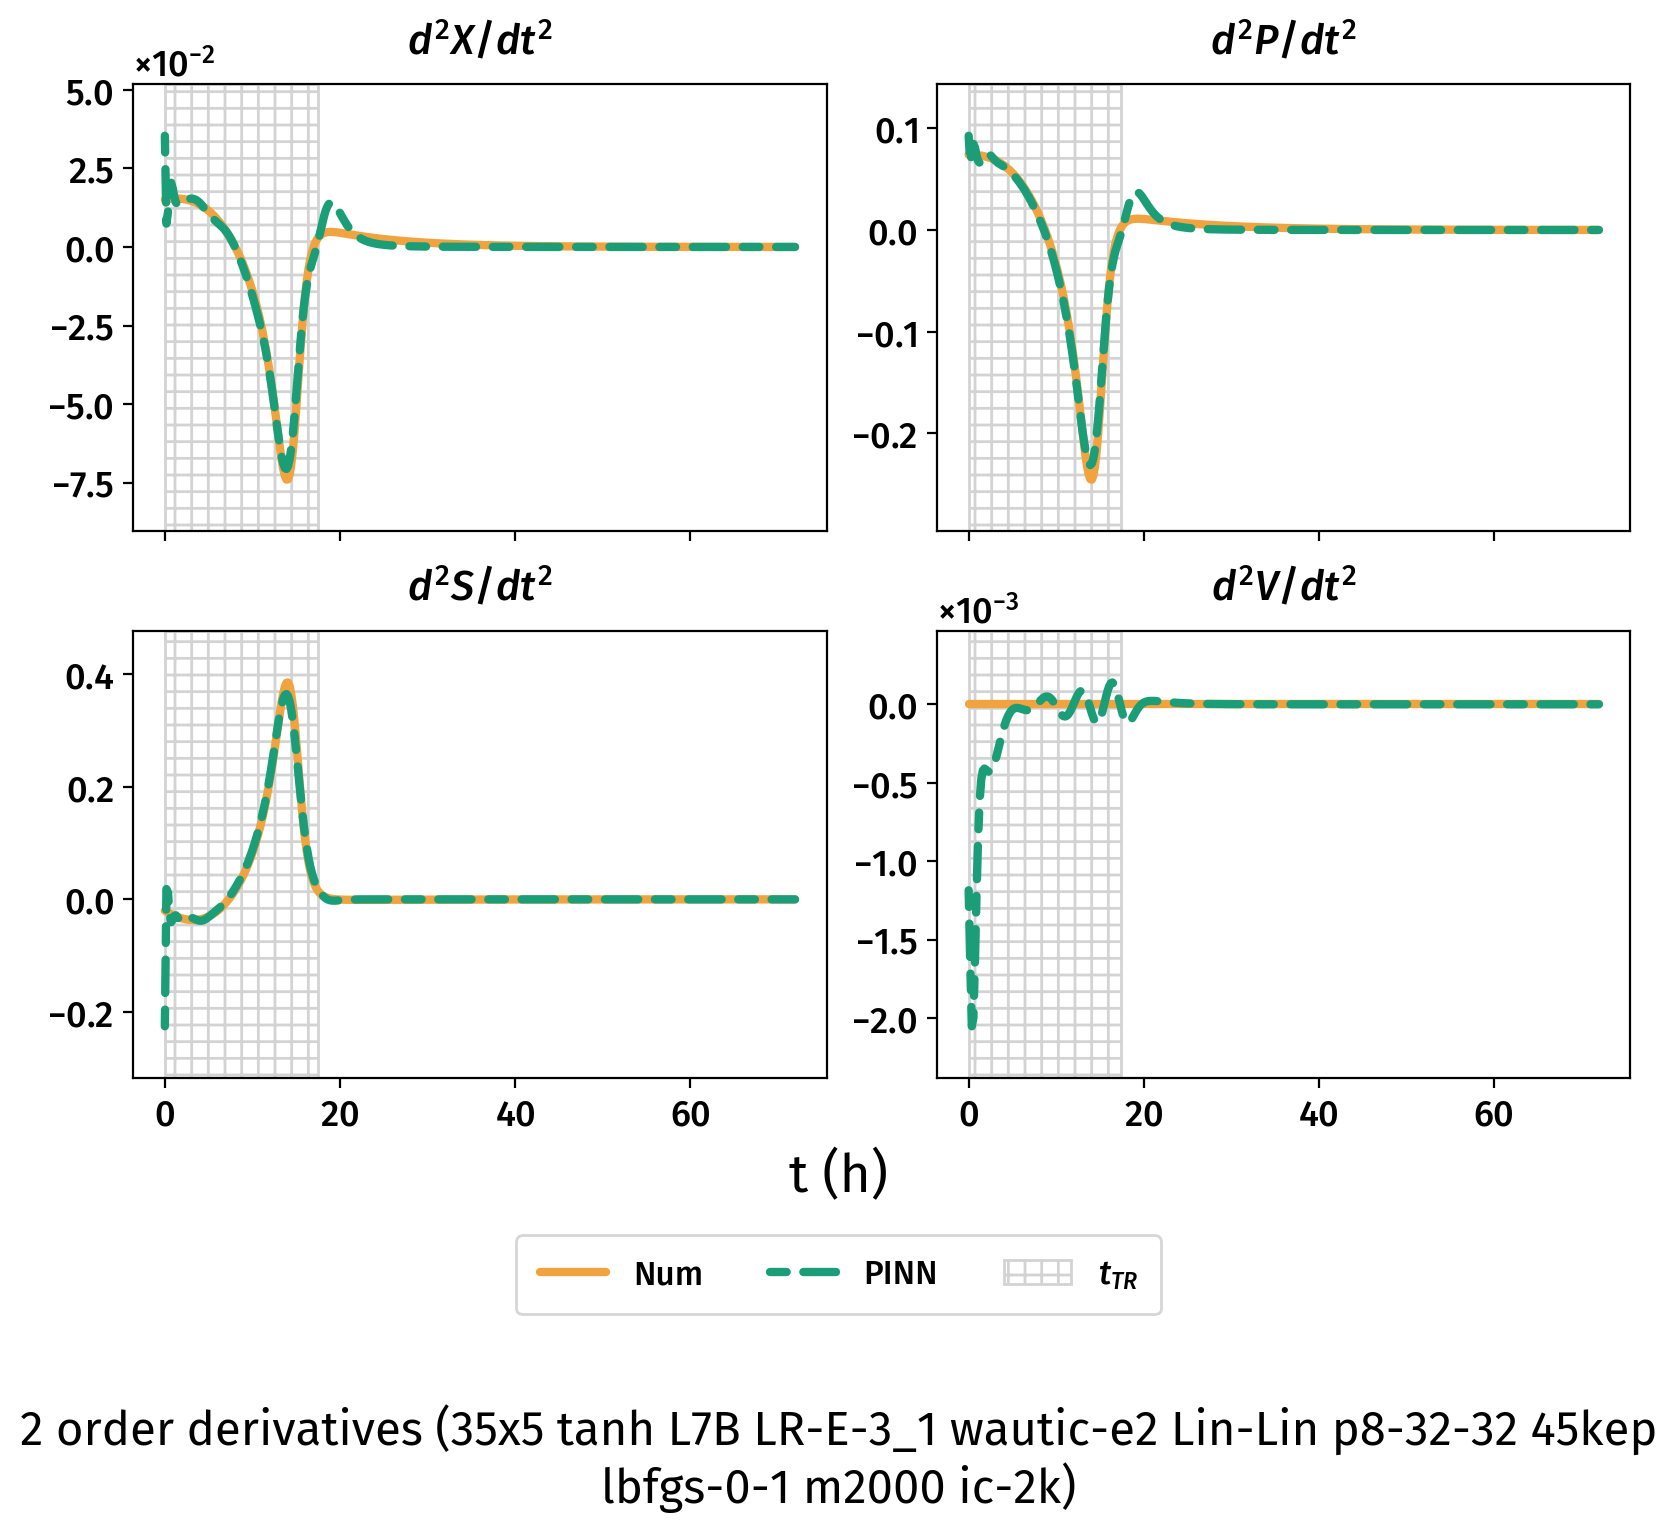 d²X/dt²
×10⁻²
5.0
2.5
0.0
−2.5
−5.0
−7.5
d²P/dt²
0.1
0.0
−0.1
−0.2
d²S/dt²
0.4
0.2
0.0
−0.2
0 20 40 60
d²V/dt²
×10⁻³
0.0
−0.5
−1.0
−1.5
−2.0
0 20 40 60
t (h)
Num PINN t_TR
2 order derivatives (35x5 tanh L7B LR-E-3_1 wautic-e2 Lin-Lin p8-32-32 45kep
lbfgs-0-1 m2000 ic-2k)